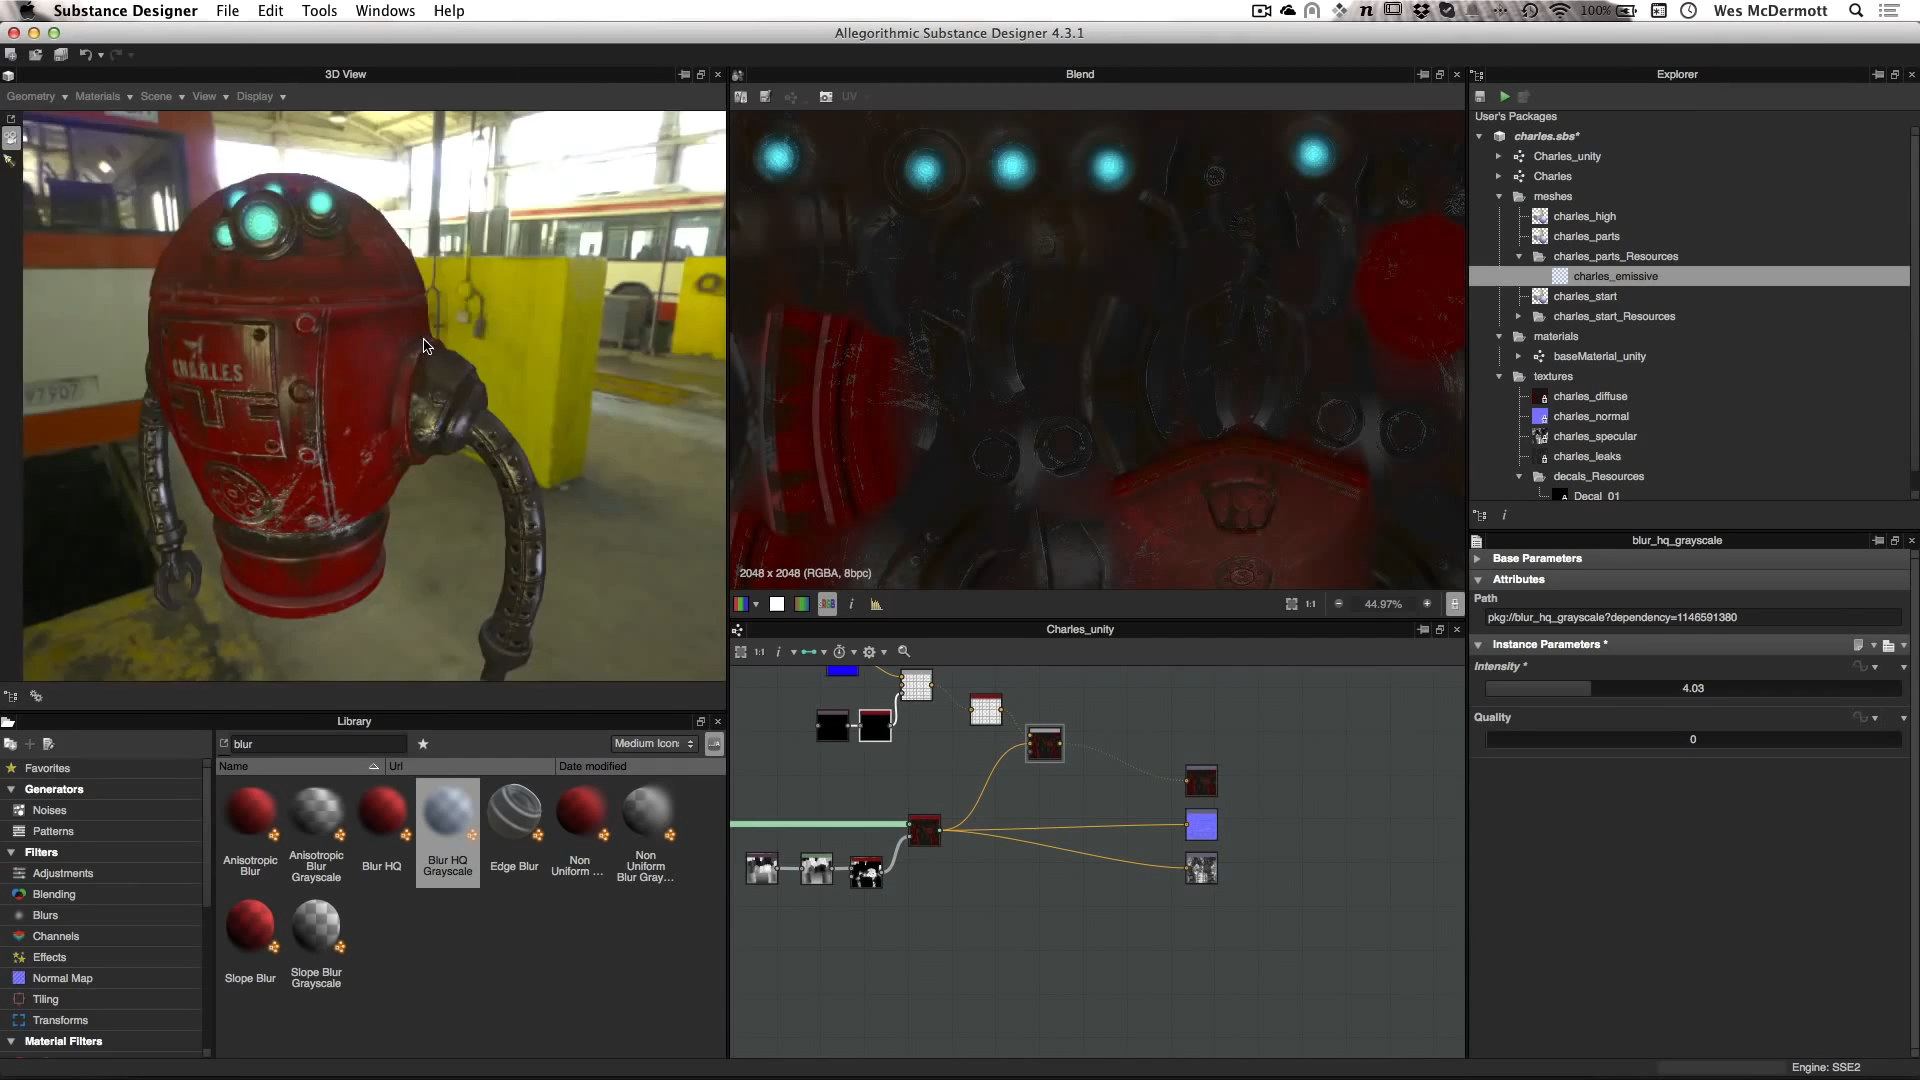 Substance Designer File Edit Tools Windows Help
100% Wes McDermott
Allegorithmic Substance Designer 4.3.1
3D View
Geometry Materials Scene View Display
CHARLES
97907
Blend
UV
2048 x 2048 (RGBA, 8bpc)
1:1 44.97%
Explorer
User's Packages
charles.sbs*
Charles_unity
Charles
meshes
charles_high
charles_parts
charles_parts_Resources
charles_emissive
charles_start
charles_start_Resources
materials
baseMaterial_unity
textures
charles_diffuse
charles_normal
charles_specular
charles_leaks
decals_Resources
Decal_01
blur_hq_grayscale
Base Parameters
Attributes
Path
pkg://blur_hq_grayscale?dependency=1146591380
Instance Parameters *
Intensity *
4.03
Quality
0
Charles_unity
1:1
Library
blur
Medium Icon:
Name Url Date modified
Favorites
Generators
Noises
Patterns
Filters
Adjustments
Blending
Blurs
Channels
Effects
Normal Map
Tiling
Transforms
Material Filters
Anisotropic Blur
Anisotropic Blur Grayscale
Blur HQ
Blur HQ Grayscale
Edge Blur
Non Uniform ...
Non Uniform Blur Gray...
Slope Blur
Slope Blur Grayscale
Engine: SSE2